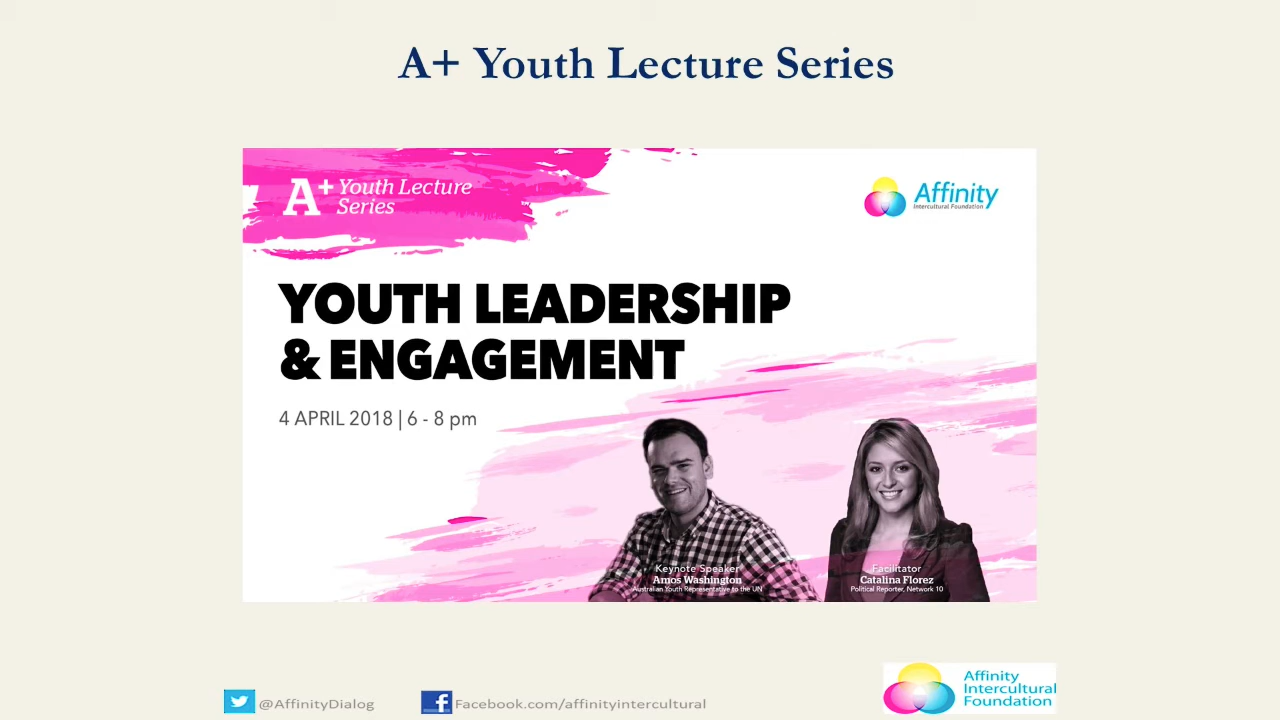 A+ Youth Lecture Series
A+ Youth Lecture
Series
Affinity
Intercultural Foundation
YOUTH LEADERSHIP
& ENGAGEMENT
4 APRIL 2018 | 6 - 8 pm
Keynote Speaker
Amos Washington
Australian Youth Representative to the UN
Facilitator
Catalina Florez
Political Reporter, Network 10
@AffinityDialog
Facebook.com/affinityintercultural
Affinity
Intercultural
Foundation